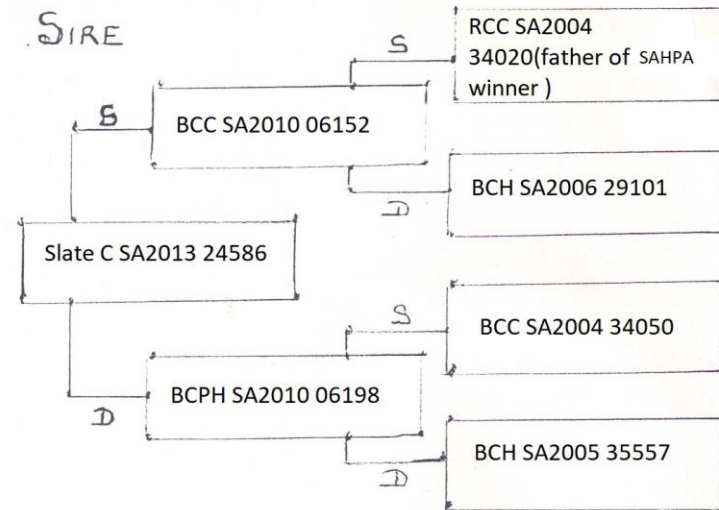 SIRE
S
RCC SA2004
34020(father of SAHPA
winner )
S
BCC SA2010 06152
D
BCH SA2006 29101
Slate C SA2013 24586
S
BCC SA2004 34050
D
BCPH SA2010 06198
D
BCH SA2005 35557